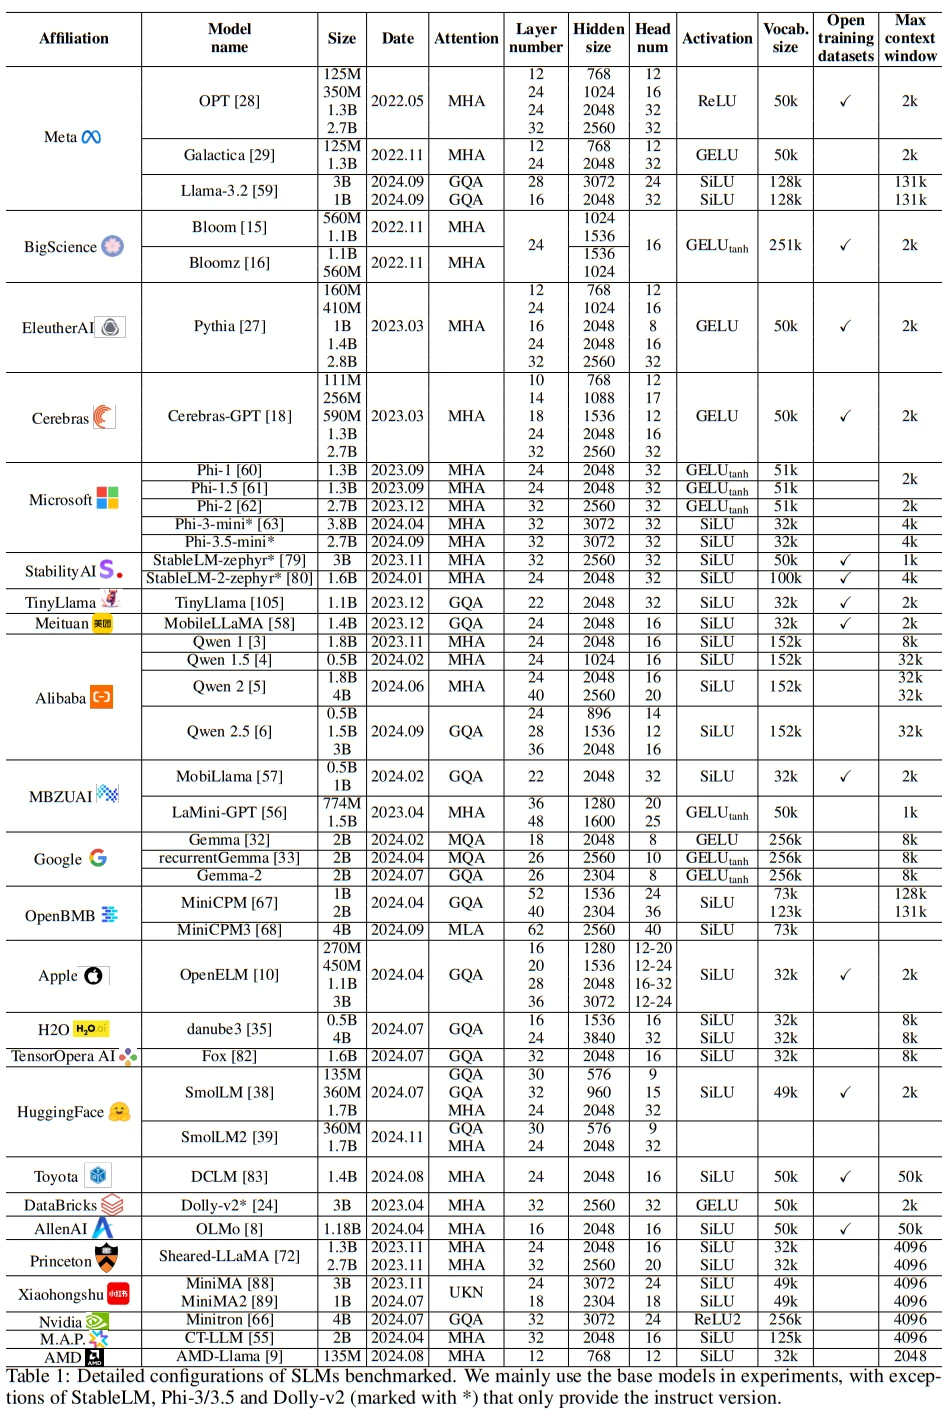 Affiliation Model name Size Date Attention Layer number Hidden size Head num Activation Vocab. size Open training datasets Max context window
Meta OPT [28] 125M 2022.05 MHA 12 768 12 ReLU 50k ✓ 2k
350M 24 1024 16
1.3B 24 2048 32
2.7B 32 2560 32
Galactica [29] 125M 2022.11 MHA 12 768 12 GELU 50k 2k
1.3B 24 2048 32
Llama-3.2 [59] 3B 2024.09 GQA 28 3072 24 SiLU 128k 131k
1B 2024.09 GQA 16 2048 32 SiLU 128k 131k
BigScience Bloom [15] 560M 2022.11 MHA 24 1024 16 GELUtanh 251k ✓ 2k
1.1B 1536
Bloomz [16] 1.1B 2022.11 MHA 1536
560M 1024
EleutherAI Pythia [27] 160M 2023.03 MHA 12 768 12 GELU 50k ✓ 2k
410M 24 1024 16
1B 16 2048 8
1.4B 24 2048 16
2.8B 32 2560 32
Cerebras Cerebras-GPT [18] 111M 2023.03 MHA 10 768 12 GELU 50k ✓ 2k
256M 14 1088 17
590M 18 1536 12
1.3B 24 2048 16
2.7B 32 2560 32
Microsoft Phi-1 [60] 1.3B 2023.09 MHA 24 2048 32 GELUtanh 51k 2k
Phi-1.5 [61] 1.3B 2023.09 MHA 24 2048 32 GELUtanh 51k
Phi-2 [62] 2.7B 2023.12 MHA 32 2560 32 GELUtanh 51k 2k
Phi-3-mini* [63] 3.8B 2024.04 MHA 32 3072 32 SiLU 32k 4k
Phi-3.5-mini* 2.7B 2024.09 MHA 32 3072 32 SiLU 32k 4k
StabilityAI S. StableLM-zephyr* [79] 3B 2023.11 MHA 32 2560 32 SiLU 50k ✓ 1k
StableLM-2-zephyr* [80] 1.6B 2024.01 MHA 24 2048 32 SiLU 100k ✓ 4k
TinyLlama TinyLlama [105] 1.1B 2023.12 GQA 22 2048 32 SiLU 32k ✓ 2k
Meituan 美团 MobileLLaMA [58] 1.4B 2023.12 GQA 24 2048 16 SiLU 32k ✓ 2k
Alibaba Qwen 1 [3] 1.8B 2023.11 MHA 24 2048 16 SiLU 152k 8k
Qwen 1.5 [4] 0.5B 2024.02 MHA 24 1024 16 SiLU 152k 32k
Qwen 2 [5] 1.8B 2024.06 MHA 24 2048 16 SiLU 152k 32k
4B 40 2560 20 32k
Qwen 2.5 [6] 0.5B 2024.09 GQA 24 896 14 SiLU 152k 32k
1.5B 28 1536 12
3B 36 2048 16
MBZUAI MobiLlama [57] 0.5B 2024.02 GQA 22 2048 32 SiLU 32k ✓ 2k
1B
LaMini-GPT [56] 774M 2023.04 MHA 36 1280 20 GELUtanh 50k 1k
1.5B 48 1600 25
Google Gemma [32] 2B 2024.02 MQA 18 2048 8 GELU 256k 8k
recurrentGemma [33] 2B 2024.04 MQA 26 2560 10 GELUtanh 256k 8k
Gemma-2 2B 2024.07 GQA 26 2304 8 GELUtanh 256k 8k
OpenBMB MiniCPM [67] 1B 2024.04 GQA 52 1536 24 SiLU 73k 128k
2B 40 2304 36 123k 131k
MiniCPM3 [68] 4B 2024.09 MLA 62 2560 40 SiLU 73k
Apple OpenELM [10] 270M 2024.04 GQA 16 1280 12-20 SiLU 32k ✓ 2k
450M 20 1536 12-24
1.1B 28 2048 16-32
3B 36 3072 12-24
H2O H2O.ai danube3 [35] 0.5B 2024.07 GQA 16 1536 16 SiLU 32k 8k
4B 24 3840 32 SiLU 32k 8k
TensorOpera AI Fox [82] 1.6B 2024.07 GQA 32 2048 16 SiLU 32k 8k
HuggingFace SmolLM [38] 135M 2024.07 GQA 30 576 9 SiLU 49k ✓ 2k
360M GQA 32 960 15
1.7B MHA 24 2048 32
SmolLM2 [39] 360M 2024.11 GQA 30 576 9
1.7B MHA 24 2048 32
Toyota DCLM [83] 1.4B 2024.08 MHA 24 2048 16 SiLU 50k ✓ 50k
DataBricks Dolly-v2* [24] 3B 2023.04 MHA 32 2560 32 GELU 50k 2k
AllenAI OLMo [8] 1.18B 2024.04 MHA 16 2048 16 SiLU 50k ✓ 50k
Princeton Sheared-LLaMA [72] 1.3B 2023.11 MHA 24 2048 16 SiLU 32k 4096
2.7B 2023.11 MHA 32 2560 20 SiLU 32k 4096
Xiaohongshu 小红书 MiniMA [88] 3B 2023.11 UKN 24 3072 24 SiLU 49k 4096
MiniMA2 [89] 1B 2024.07 18 2304 18 SiLU 49k 4096
Nvidia Minitron [66] 4B 2024.07 GQA 32 3072 24 ReLU2 256k 4096
M.A.P. CT-LLM [55] 2B 2024.04 MHA 32 2048 16 SiLU 125k 4096
AMD AMD AMD-Llama [9] 135M 2024.08 MHA 12 768 12 SiLU 32k 2048
Table 1: Detailed configurations of SLMs benchmarked. We mainly use the base models in experiments, with excep-
tions of StableLM, Phi-3/3.5 and Dolly-v2 (marked with *) that only provide the instruct version.